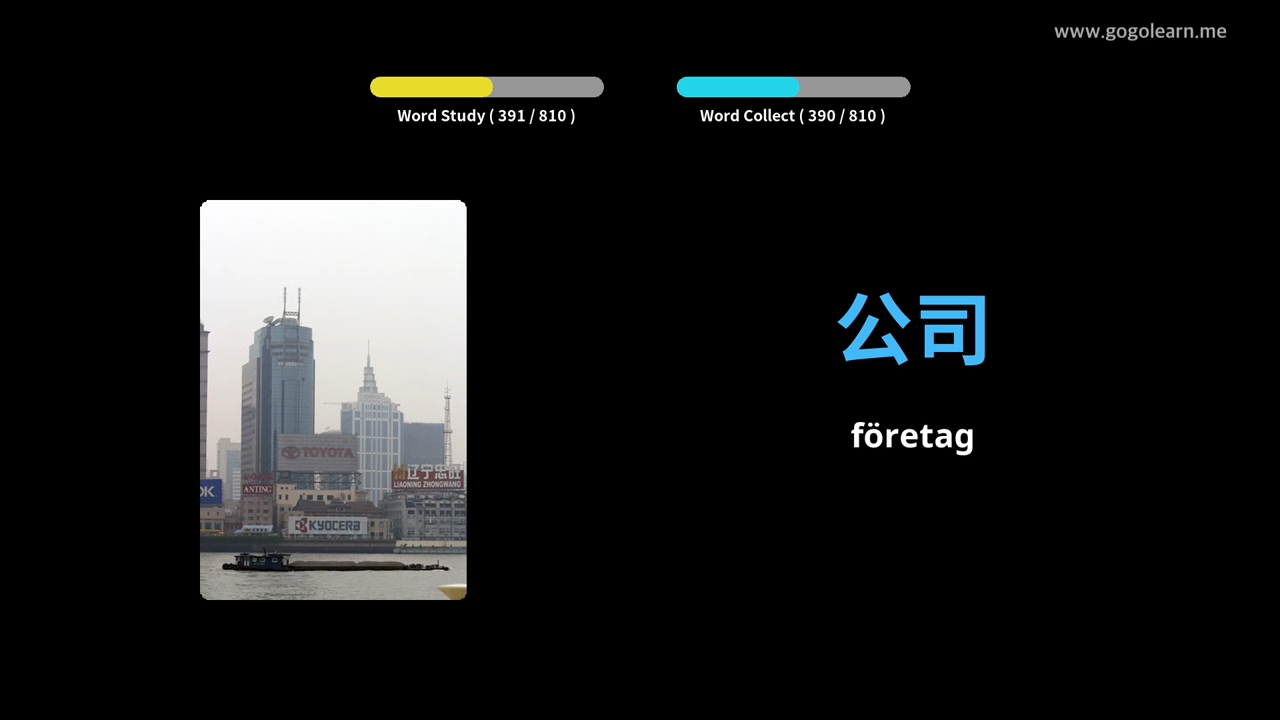 www.gogolearn.me
Word Study ( 391 / 810 )
Word Collect ( 390 / 810 )
公司
företag
TOYOTA
辽宁忠旺
LIAONING ZHONGWANG
ANTING
KYOCERA